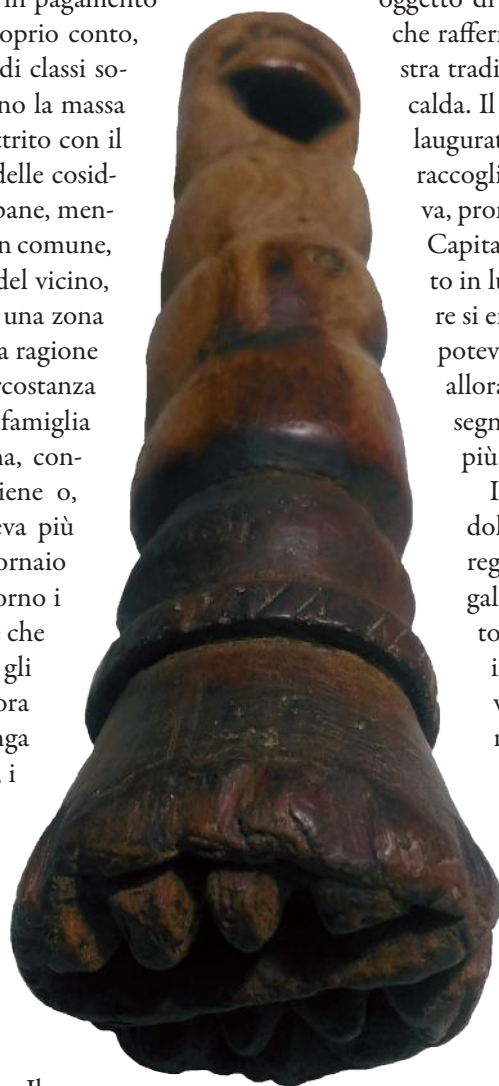 in pagamento
oprio conto,
di classi so-
no la massa
ttrito con il
delle cosid-
pane, men-
n comune,
del vicino,
una zona
a ragione
rcostanza
famiglia
na, con-
iene o,
eva più
ornaio
orno i
che
gli
ora
nga
i
Il
oggetto di
che rafferm
stra tradi
calda. Il
laugurat
raccogli
va, pron
Capita
to in lu
re si er
potev
allora
segn
più
I
dol
reg
gal
to
i
v